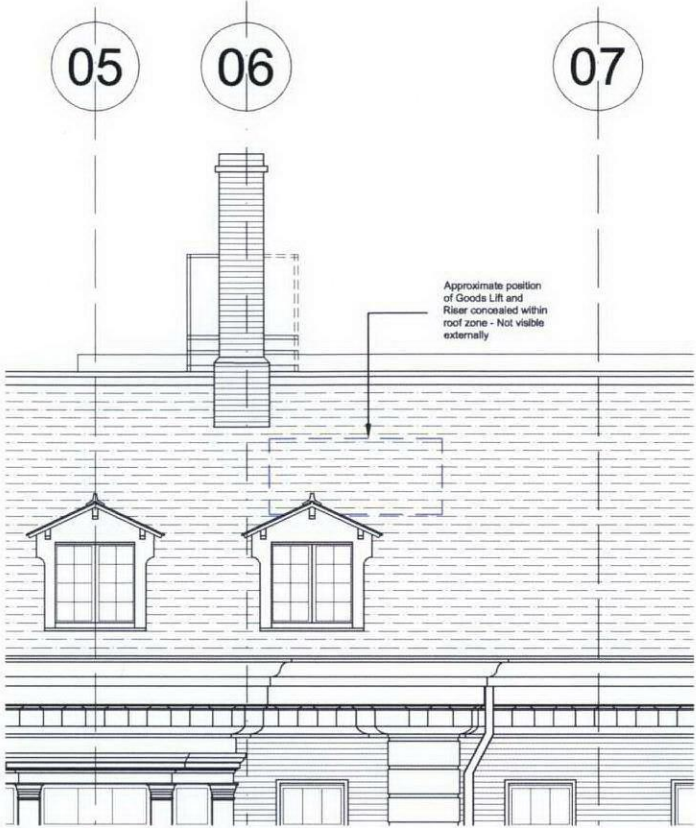 05 06 07
Approximate position
of Goods Lift and
Riser concealed within
roof zone - Not visible
externally